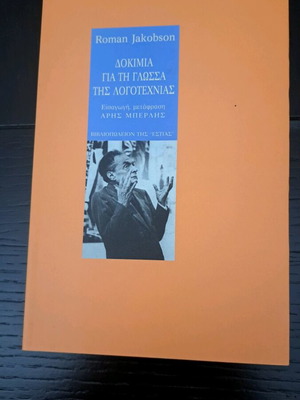 Roman Jakobson
ΔΟΚΙΜΙΑ
ΓΙΑ ΤΗ ΓΛΩΣΣΑ
ΤΗΣ ΛΟΓΟΤΕΧΝΙΑΣ
Εισαγωγή, μετάφραση
ΑΡΗΣ ΜΠΕΡΛΗΣ
ΒΙΒΛΙΟΠΩΛΕΙΟΝ ΤΗΣ "ΕΣΤΙΑΣ"